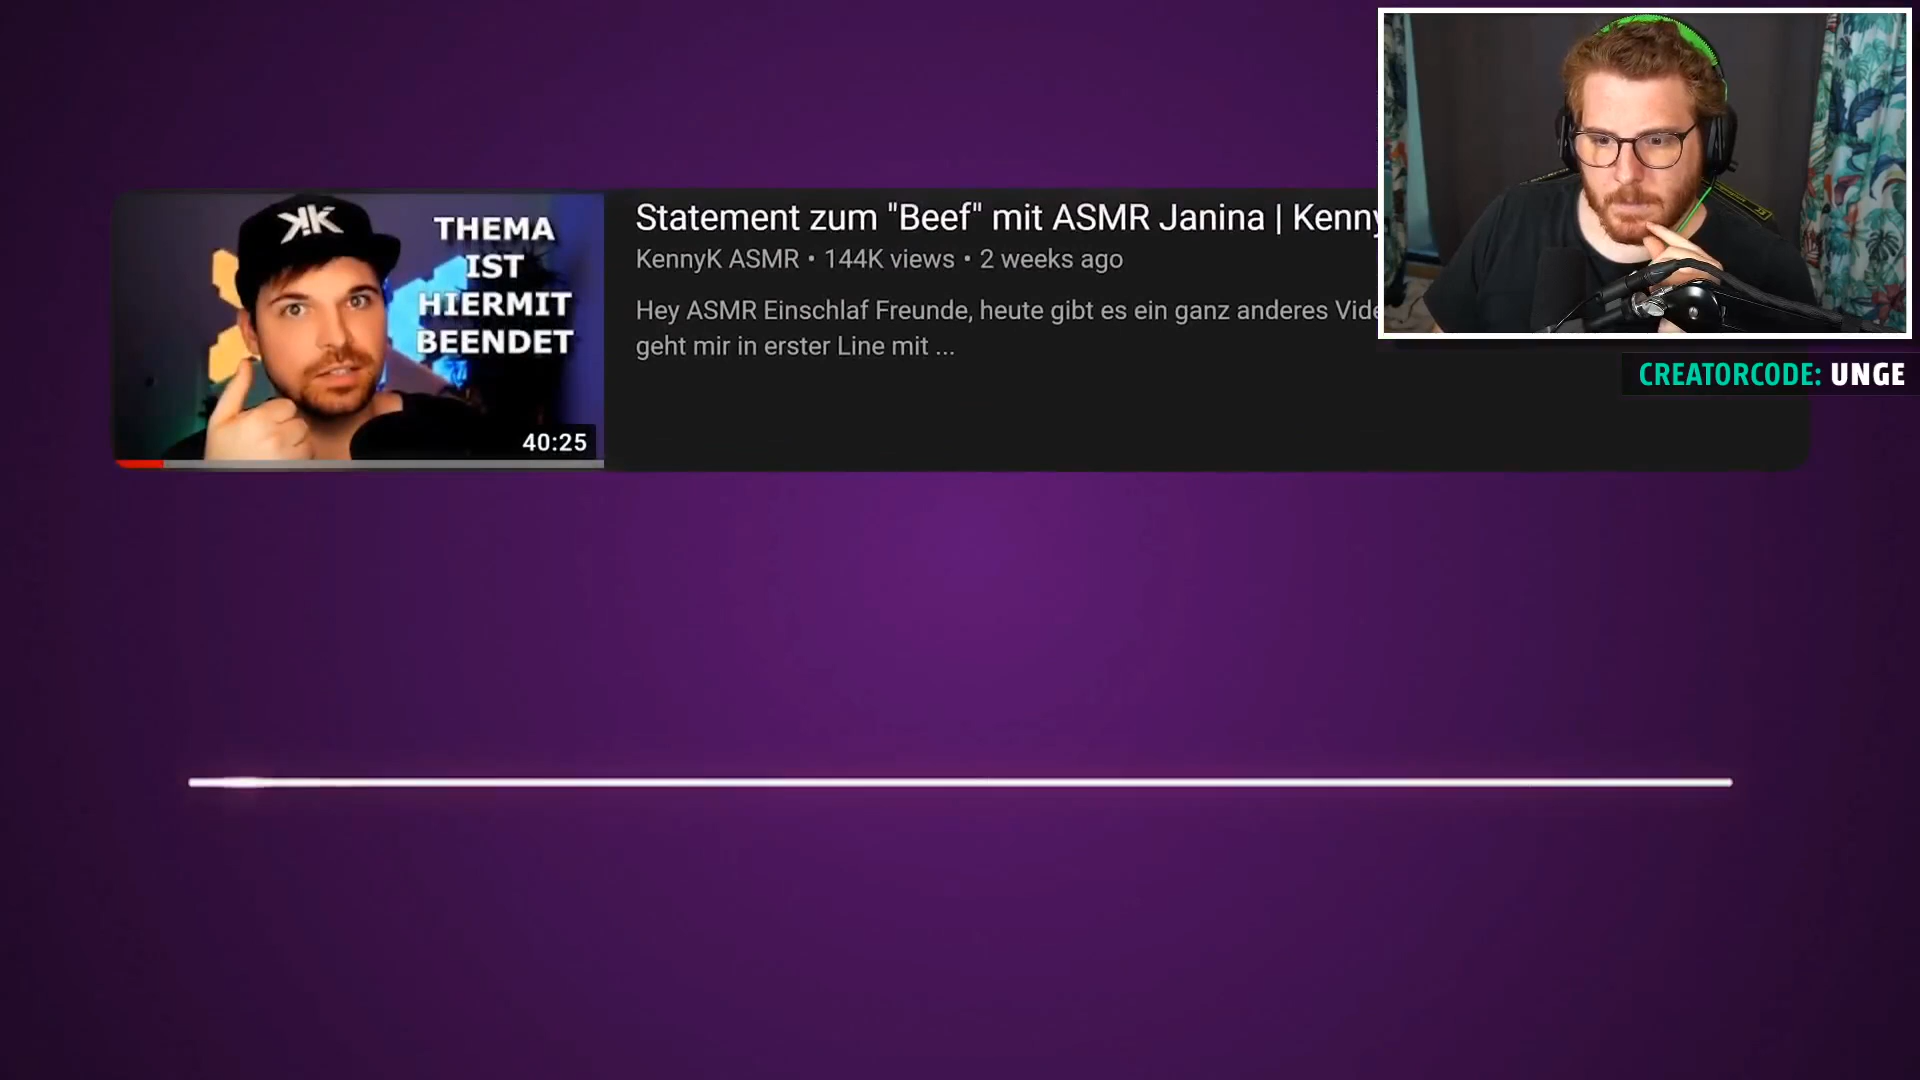 THEMA
IST
HIERMIT
BEENDET
40:25
Statement zum "Beef" mit ASMR Janina | Kenny
KennyK ASMR • 144K views • 2 weeks ago
Hey ASMR Einschlaf Freunde, heute gibt es ein ganz anderes Vide
geht mir in erster Line mit ...
CREATORCODE: UNGE